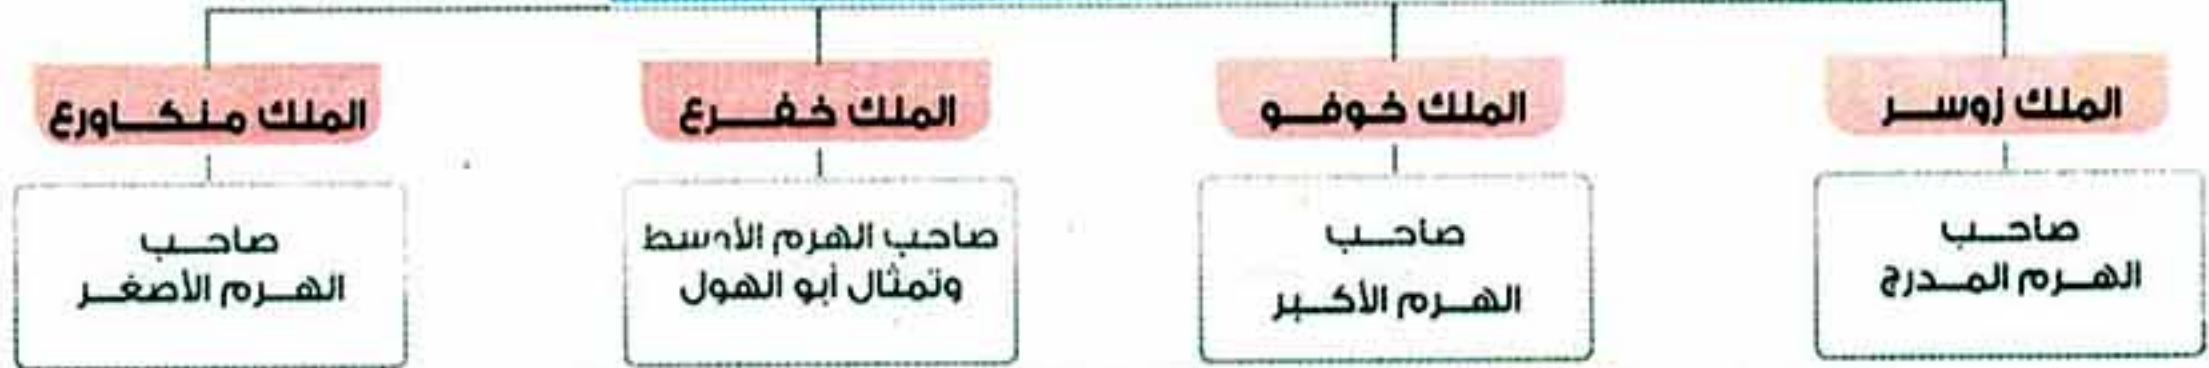 الملك زوسر
صاحب
الهرم المدرج
الملك خوفو
صاحب
الهرم الأكبر
الملك خفرع
صاحب الهرم الأوسط
وتمثال أبو الهول
الملك منكاورع
صاحب
الهرم الأصغر